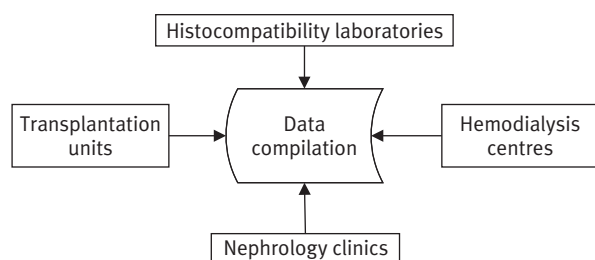 Histocompatibility laboratories
Transplantation
units
Data
compilation
Hemodialysis
centres
Nephrology clinics